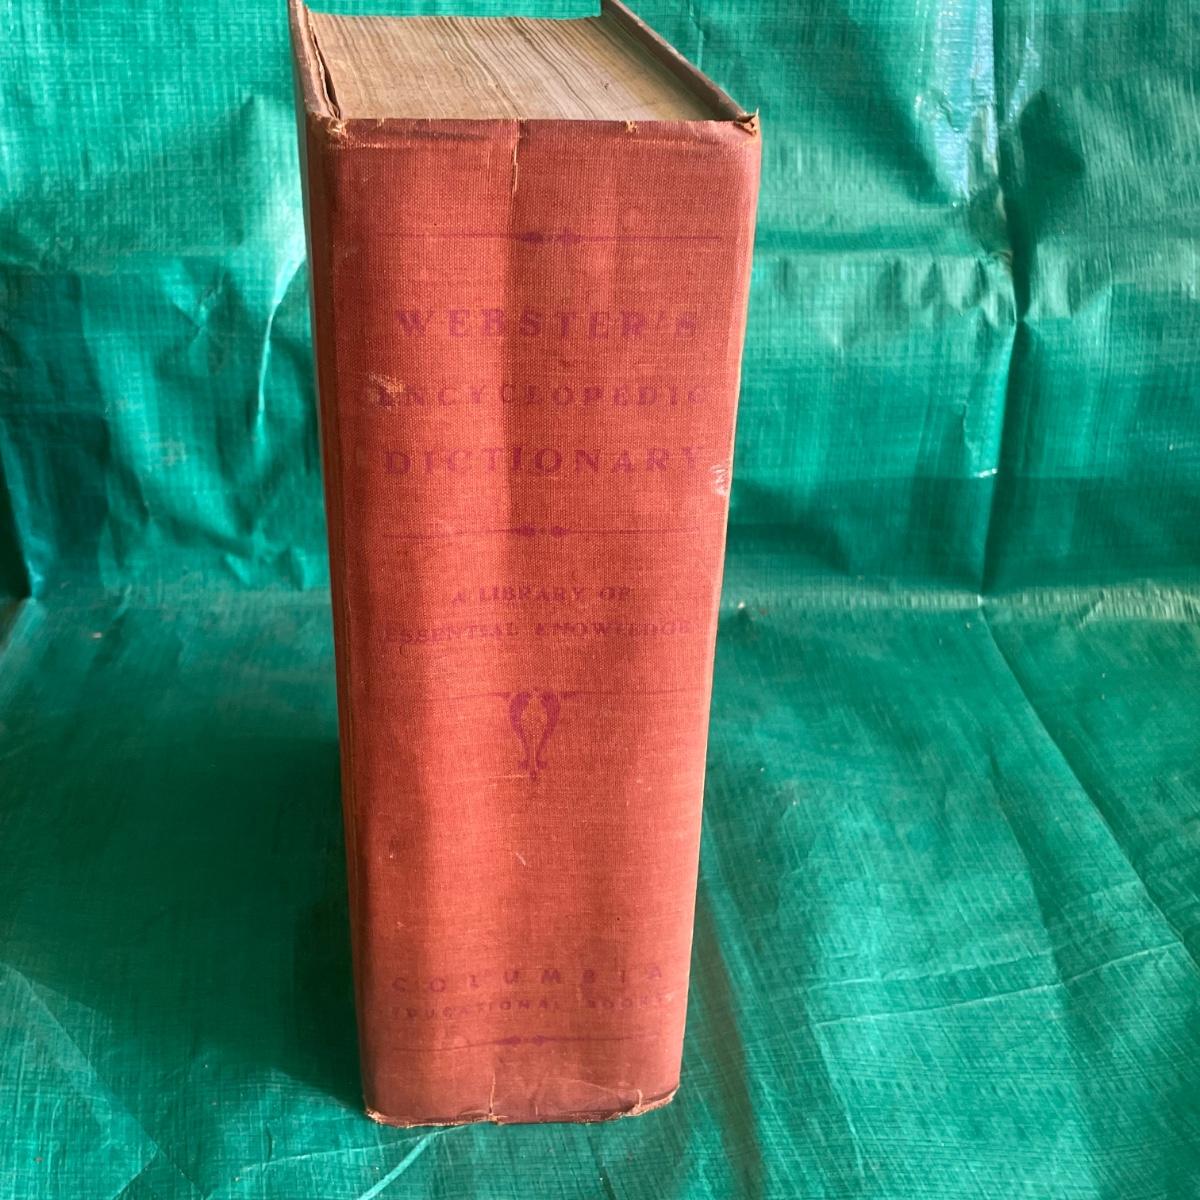 WEBSTER'S
ENCYCLOPEDIC
DICTIONARY
A LIBRARY OF
ESSENTIAL KNOWLEDGE
COLUMBIA
EDUCATIONAL BOOKS